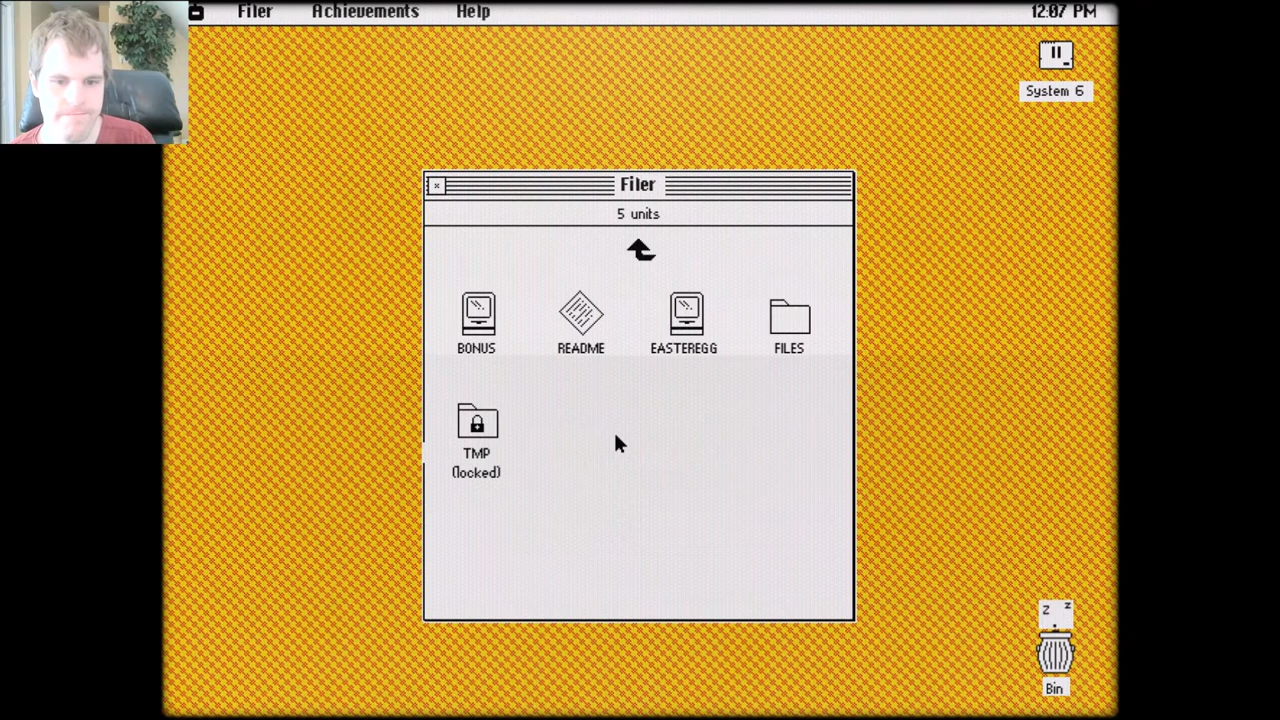 Filer Achievements Help 12:07 PM
System 6
Filer
5 units
BONUS README EASTEREGG FILES
TMP
(locked)
z z
Bin